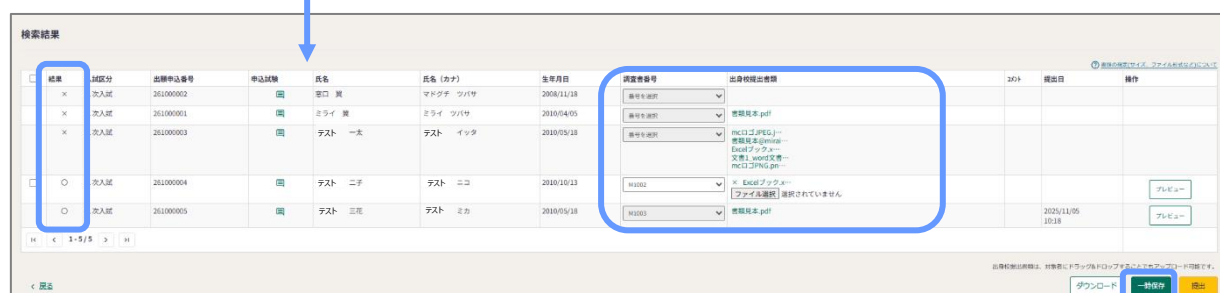 検索結果
書類の種類(サイズ、ファイル形式など)について
結果 入試区分 出願申込番号 申込試験 氏名 氏名（カナ） 生年月日 調査書番号 出身校提出書類 コメント 提出日 操作
× 次入試 261000002 窓口 翼 マドグチ ツバサ 2008/11/18 番号を選択
× 次入試 261000001 ミライ 翼 ミライ ツバサ 2010/04/05 番号を選択 書類見本.pdf
× 次入試 261000003 テスト 一太 テスト イッタ 2010/05/18 番号を選択 mcロゴJPEG.j…
書類見本@mirai…
Excelブック.x…
文書1_word文書…
mcロゴPNG.pn…
○ 次入試 261000004 テスト 二子 テスト ニコ 2010/10/13 M1002 × Excelブック.x… プレビュー
ファイル選択 選択されていません
○ 次入試 261000005 テスト 三花 テスト ミカ 2010/05/18 M1003 書類見本.pdf 2025/11/05 プレビュー
10:18
1-5/5
出身校提出書類は、対象者にドラッグ&ドロップすることでもアップロード可能です。
< 戻る ダウンロード 一時保存 提出